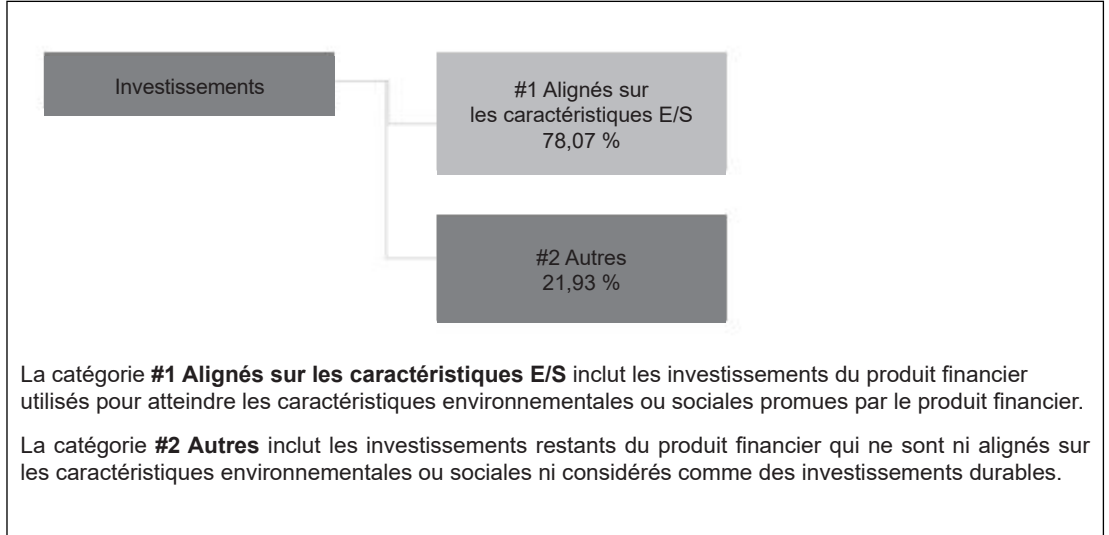 Investissements
#1 Alignés sur
les caractéristiques E/S
78,07 %
#2 Autres
21,93 %
La catégorie #1 Alignés sur les caractéristiques E/S inclut les investissements du produit financier
utilisés pour atteindre les caractéristiques environnementales ou sociales promues par le produit financier.
La catégorie #2 Autres inclut les investissements restants du produit financier qui ne sont ni alignés sur
les caractéristiques environnementales ou sociales ni considérés comme des investissements durables.